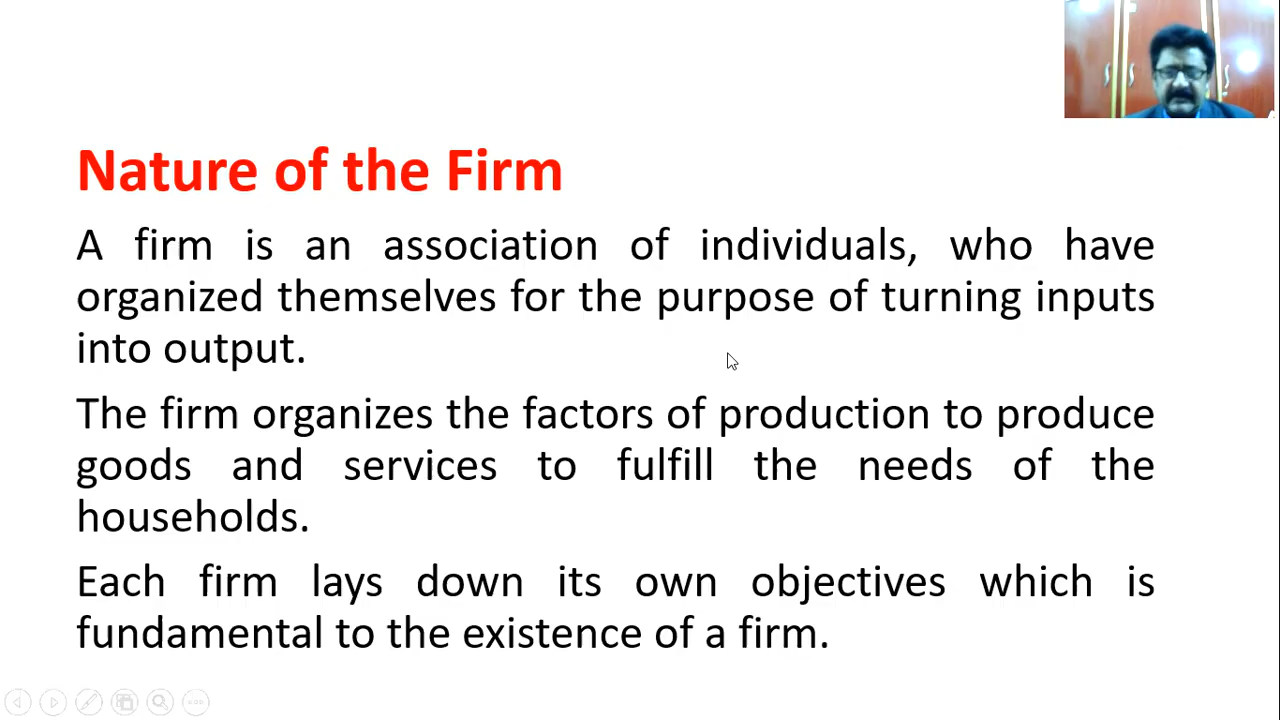 Nature of the Firm
A firm is an association of individuals, who have
organized themselves for the purpose of turning inputs
into output.
The firm organizes the factors of production to produce
goods and services to fulfill the needs of the
households.
Each firm lays down its own objectives which is
fundamental to the existence of a firm.